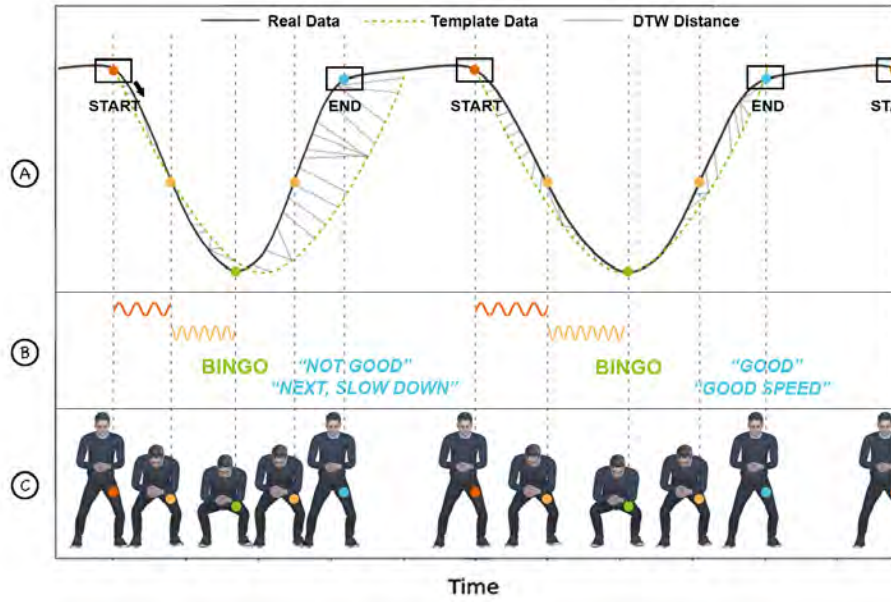 Real Data Template Data DTW Distance
START END START END STA
A
B
BINGO “NOT GOOD” BINGO “GOOD”
“NEXT, SLOW DOWN” “GOOD SPEED”
C
Time